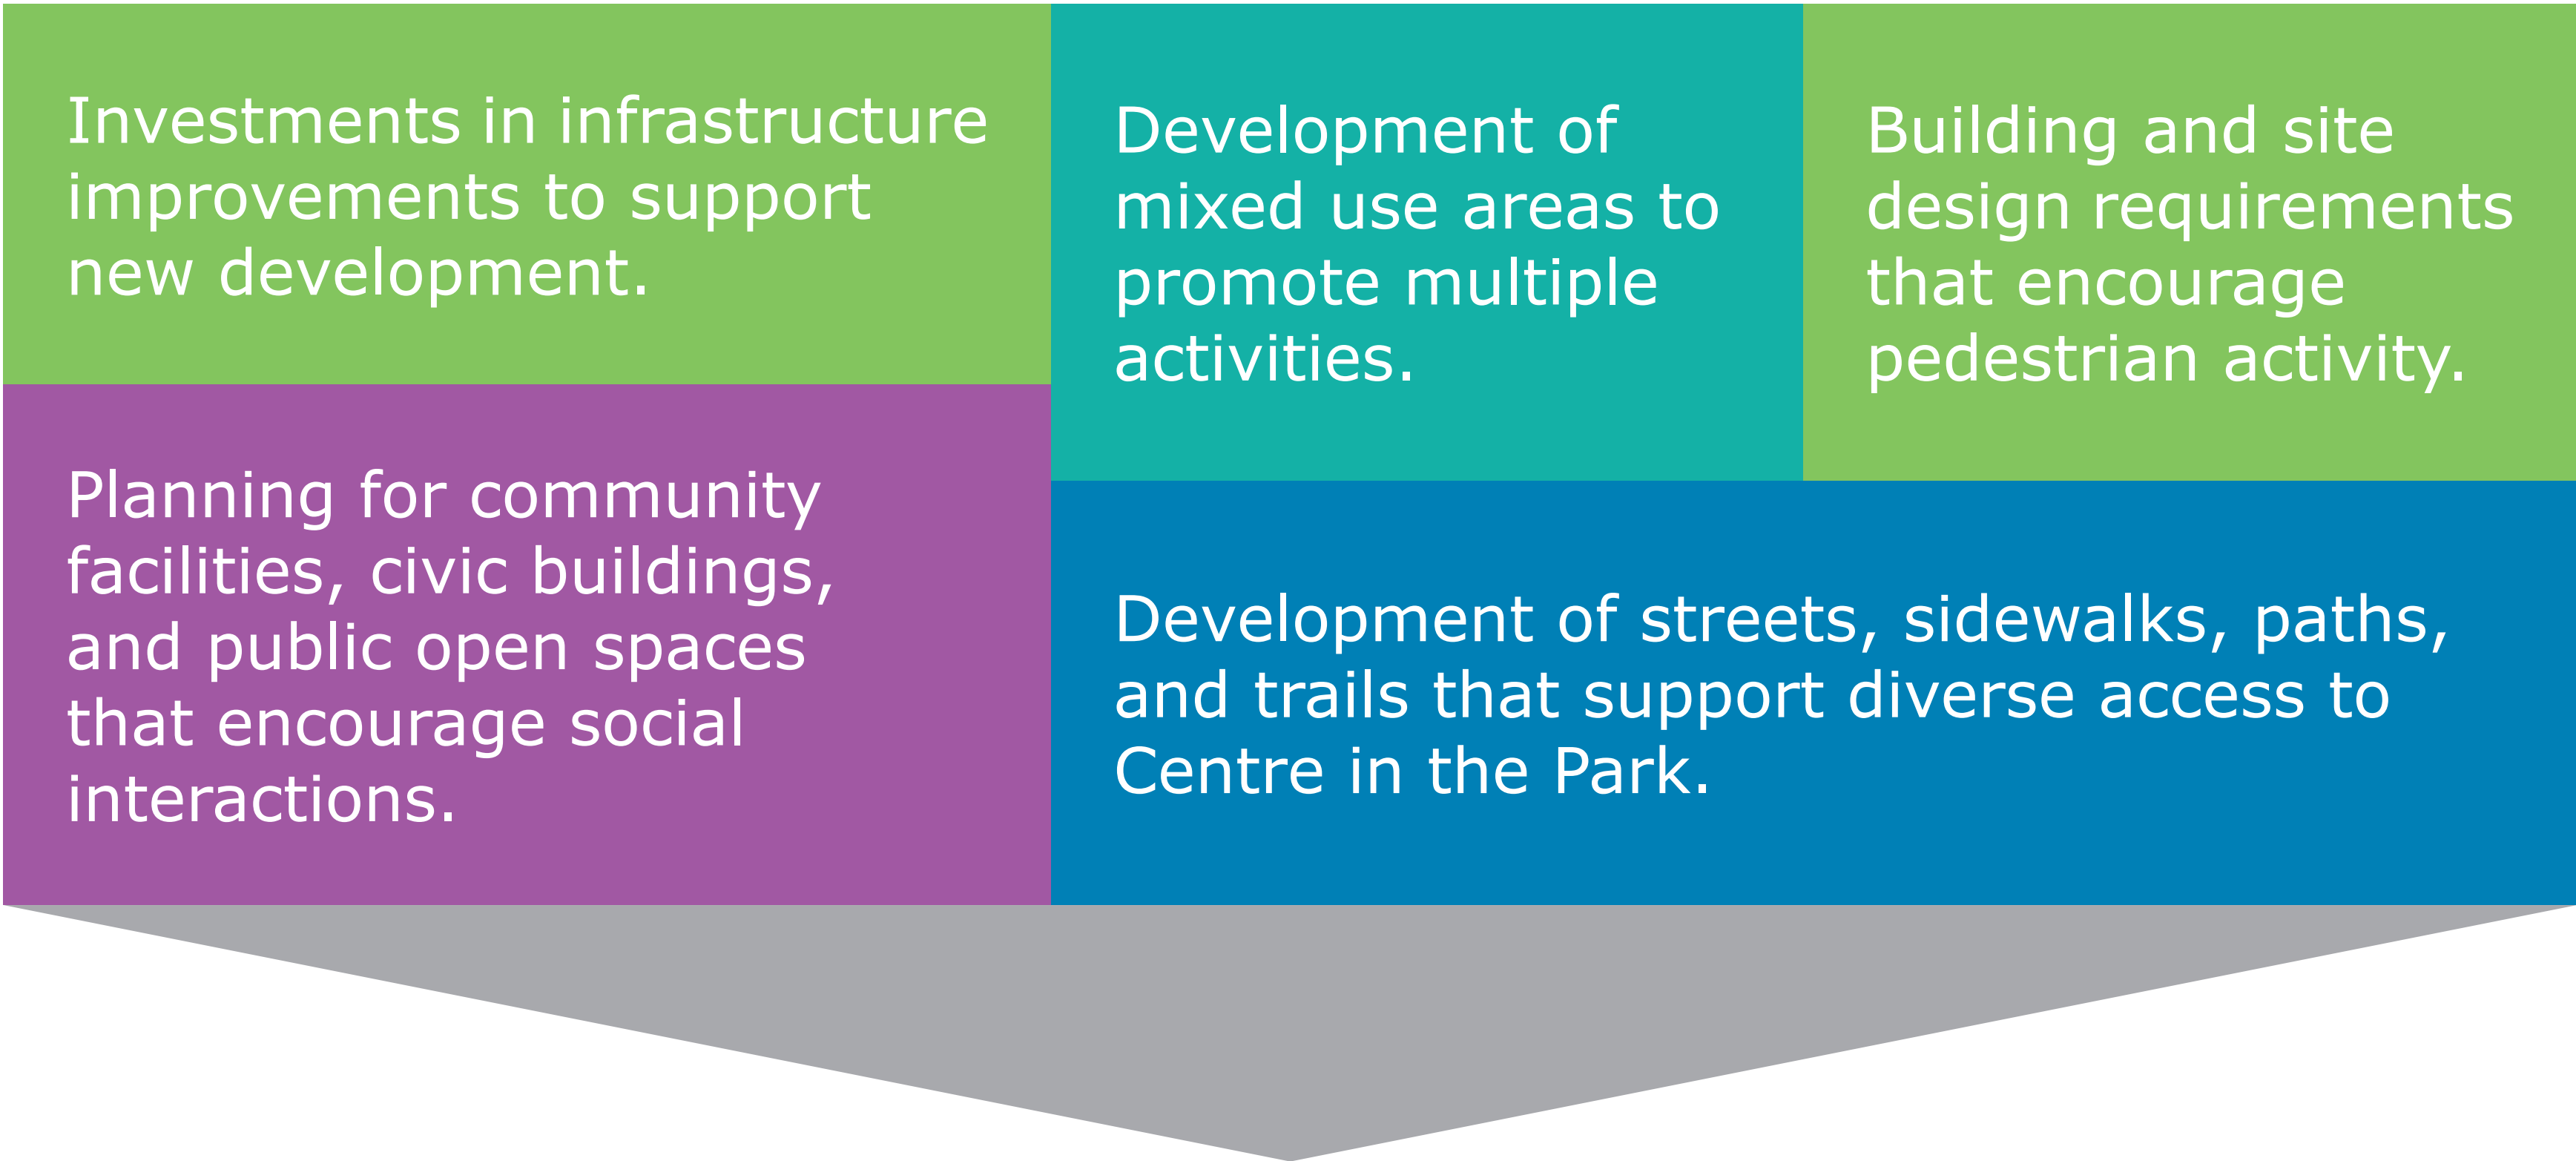 Investments in infrastructure
improvements to support
new development.
Development of
mixed use areas to
promote multiple
activities.
Building and site
design requirements
that encourage
pedestrian activity.
Planning for community
facilities, civic buildings,
and public open spaces
that encourage social
interactions.
Development of streets, sidewalks, paths,
and trails that support diverse access to
Centre in the Park.